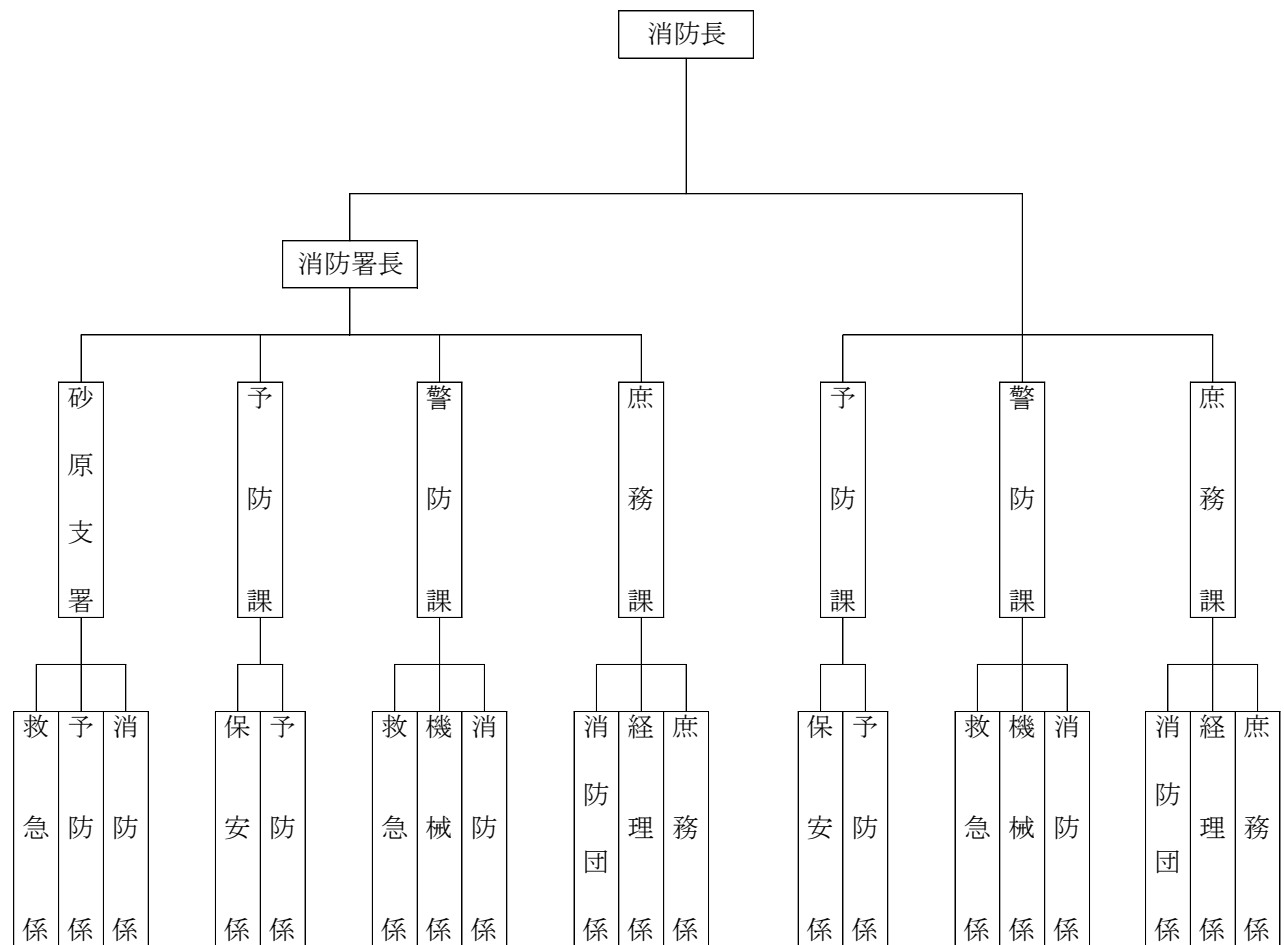 消防長
消防署長
砂原支署
予防課
警防課
庶務課
予防課
警防課
庶務課
救急係
予防係
消防係
保安係
予防係
救急係
機械係
消防係
消防団係
経理係
庶務係
保安係
予防係
救急係
機械係
消防係
消防団係
経理係
庶務係